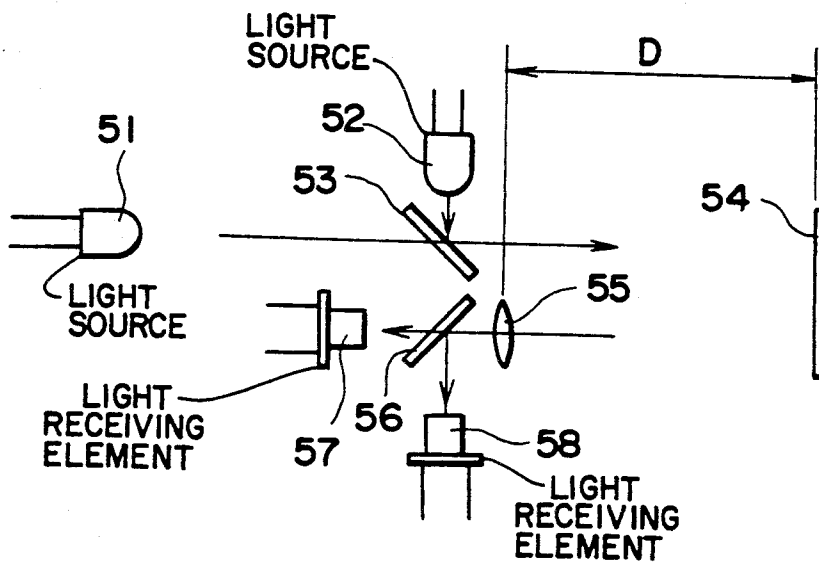 LIGHT
SOURCE
D
52
51
53
54
LIGHT
SOURCE
55
LIGHT
RECEIVING
ELEMENT
57
56
58
LIGHT
RECEIVING
ELEMENT